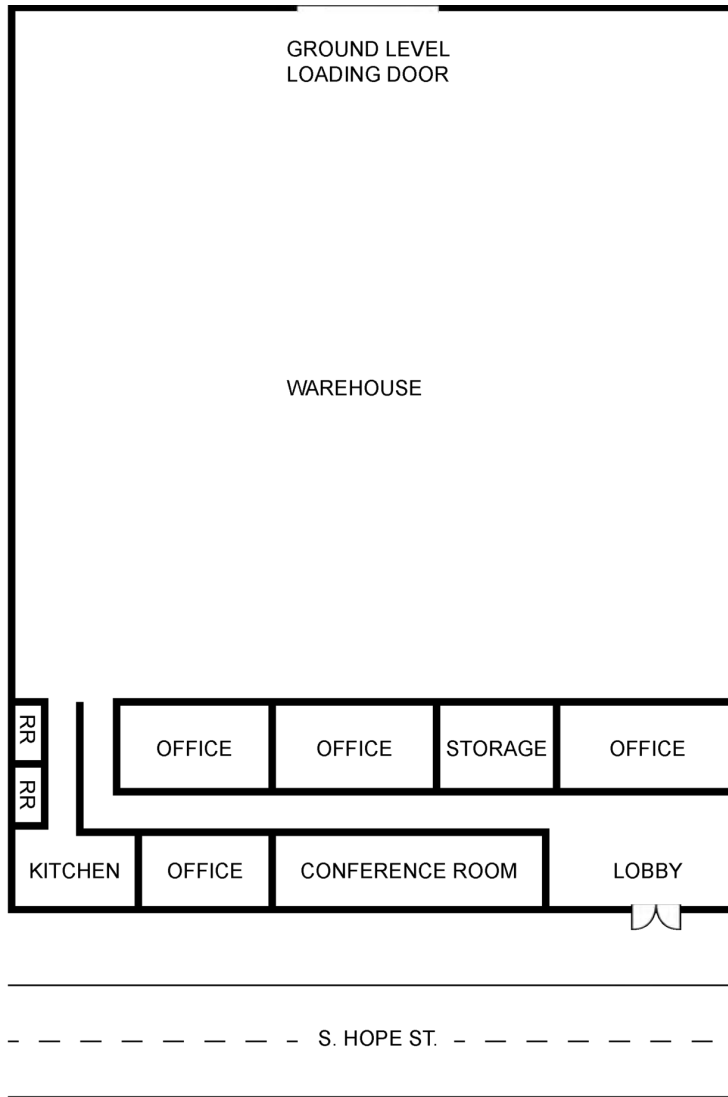 GROUND LEVEL
LOADING DOOR
WAREHOUSE
RR
OFFICE
OFFICE
STORAGE
OFFICE
RR
KITCHEN
OFFICE
CONFERENCE ROOM
LOBBY
S. HOPE ST.